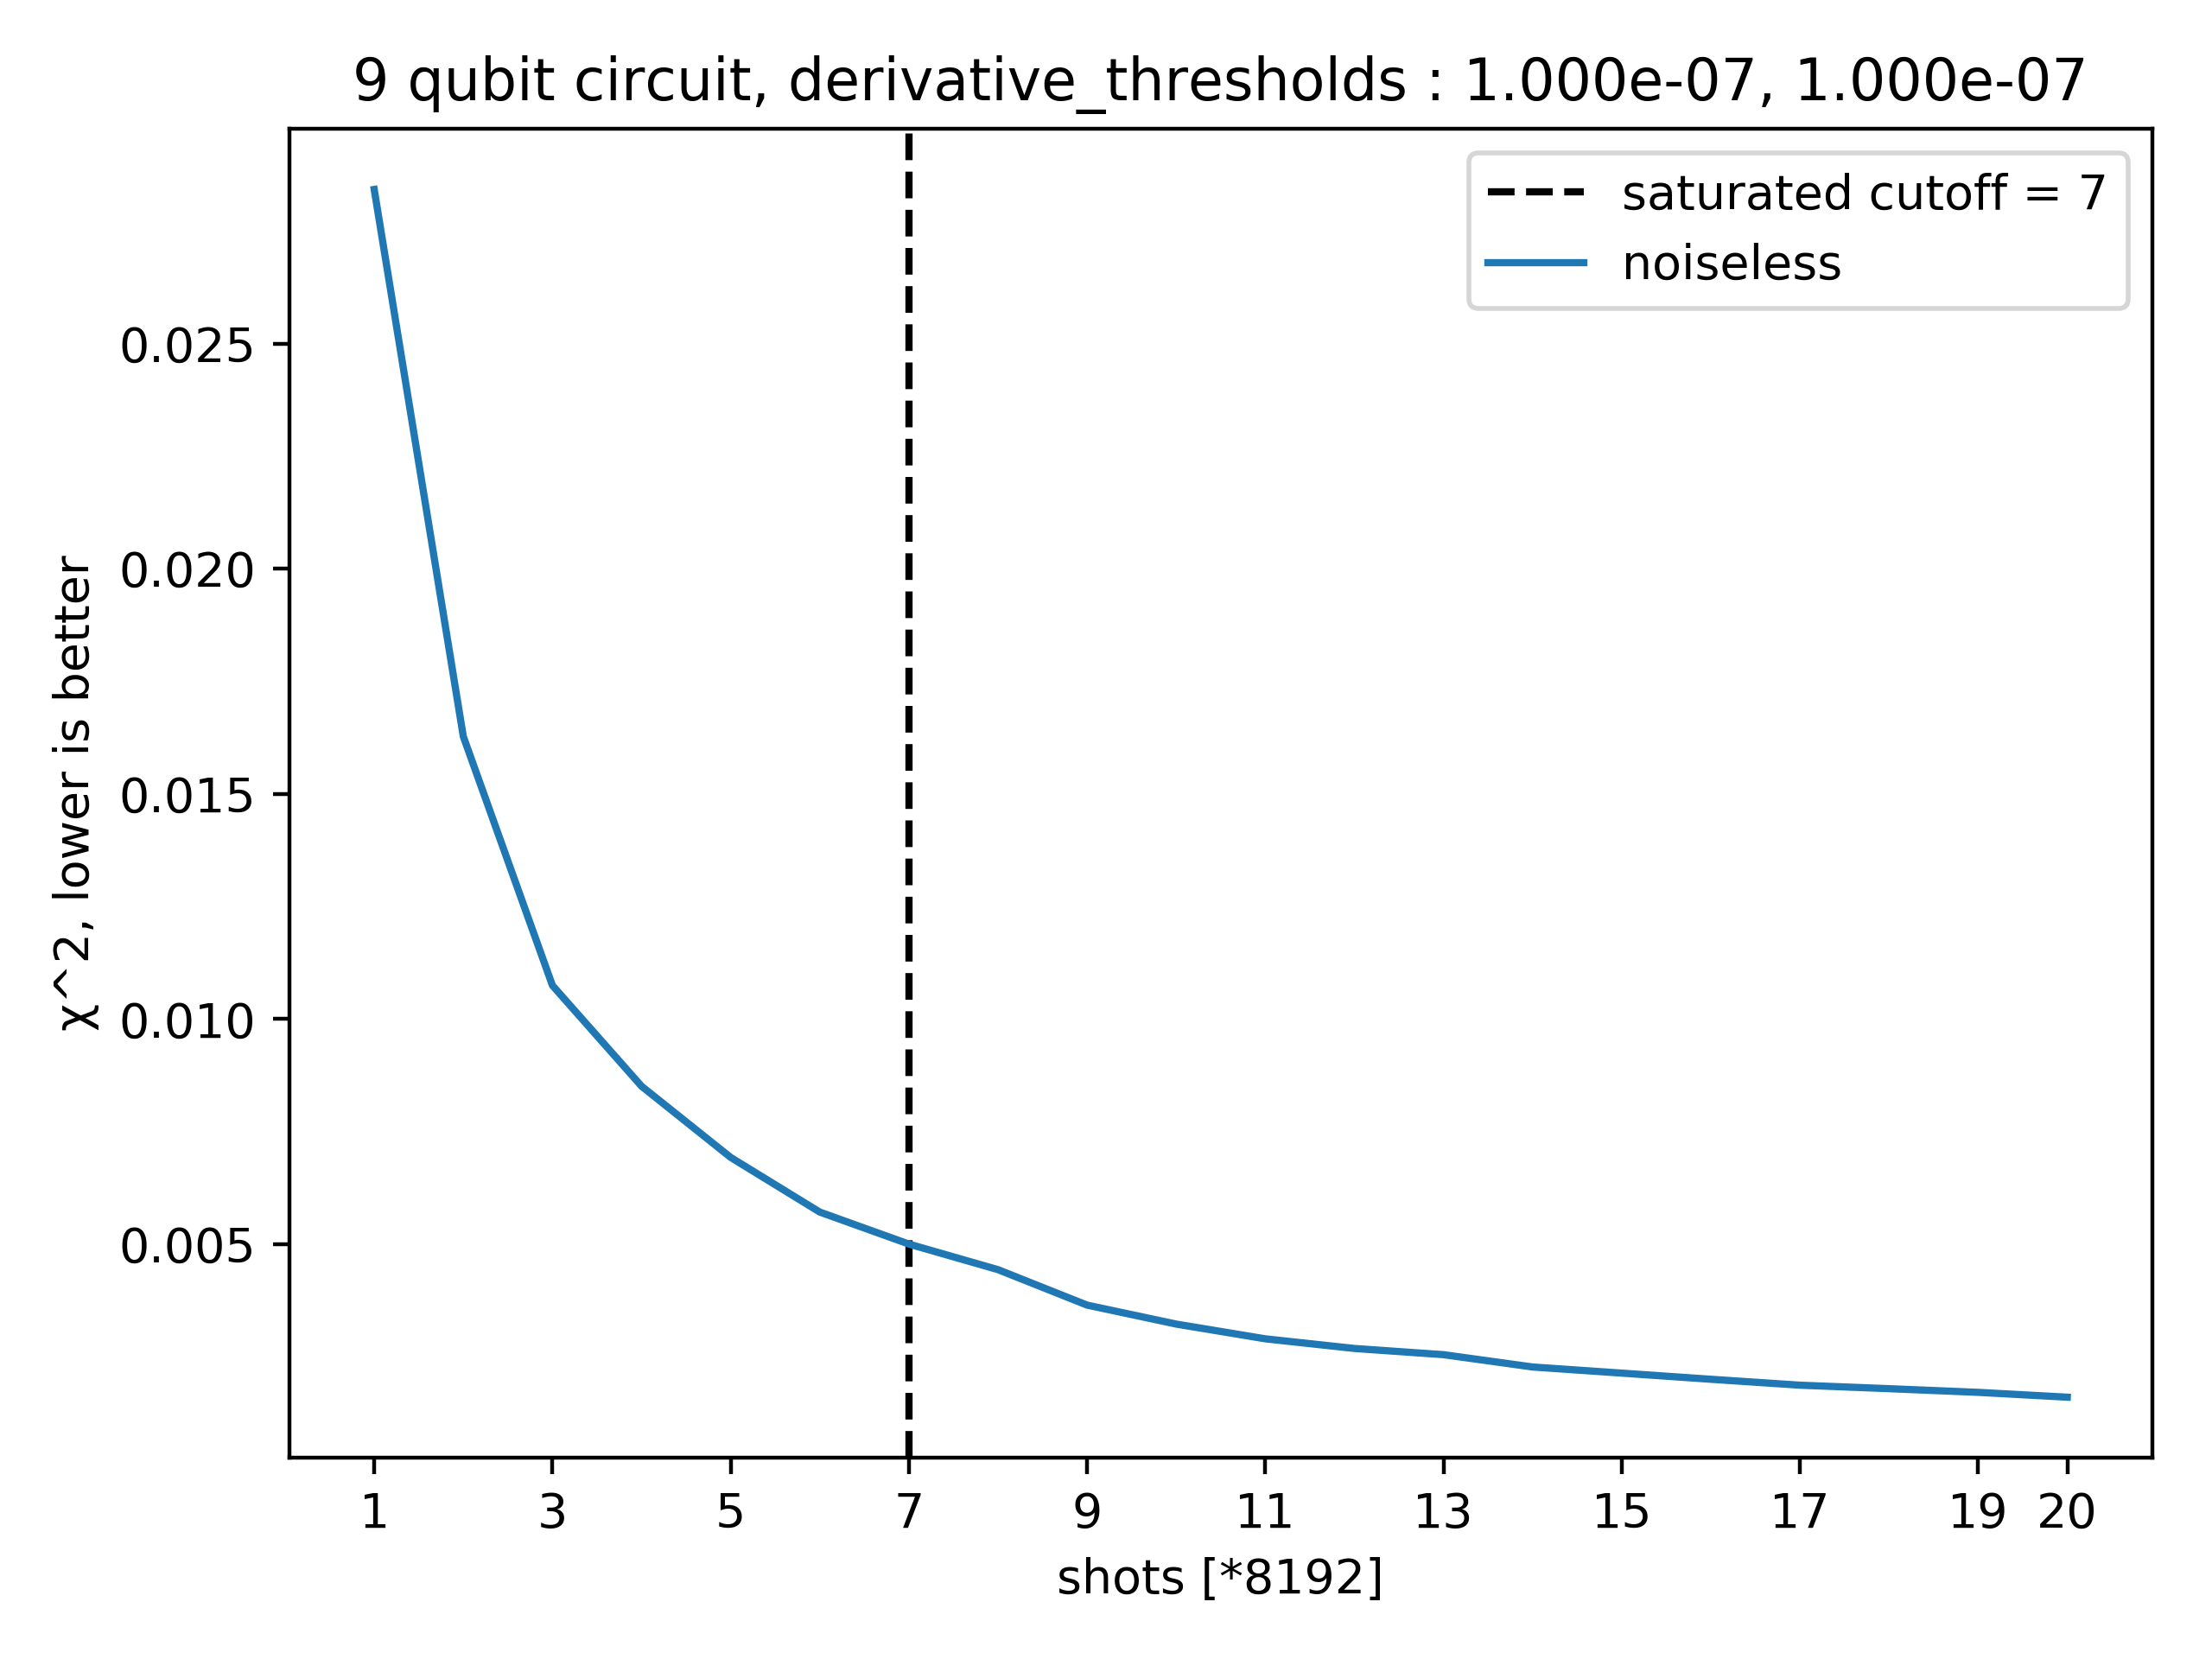 9 qubit circuit, derivative_thresholds : 1.000e-07, 1.000e-07
saturated cutoff = 7
noiseless
χ^2, lower is better
0.025
0.020
0.015
0.010
0.005
1 3 5 7 9 11 13 15 17 19 20
shots [*8192]